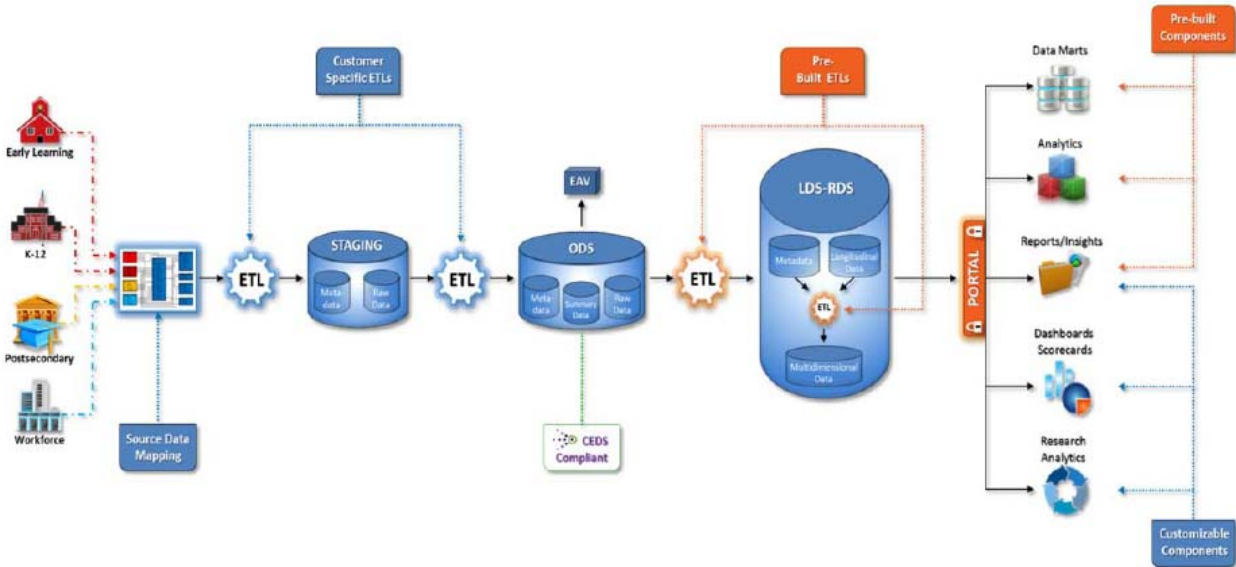 Customer
Specific ETLs
Pre-
Built ETLs
Pre-built
Components
Data Marts
Early Learning
Analytics
EAV
LDS-RDS
K-12
STAGING
ODS
Metadata
Longitudinal
Data
Reports/Insights
ETL
ETL
ETL
Meta-
data
Raw
Data
Meta-
data
Summary
Data
Raw
Data
ETL
PORTAL
Postsecondary
Multidimensional
Data
Dashboards
Scorecards
Workforce
Source Data
Mapping
CEDS
Compliant
Research
Analytics
Customizable
Components